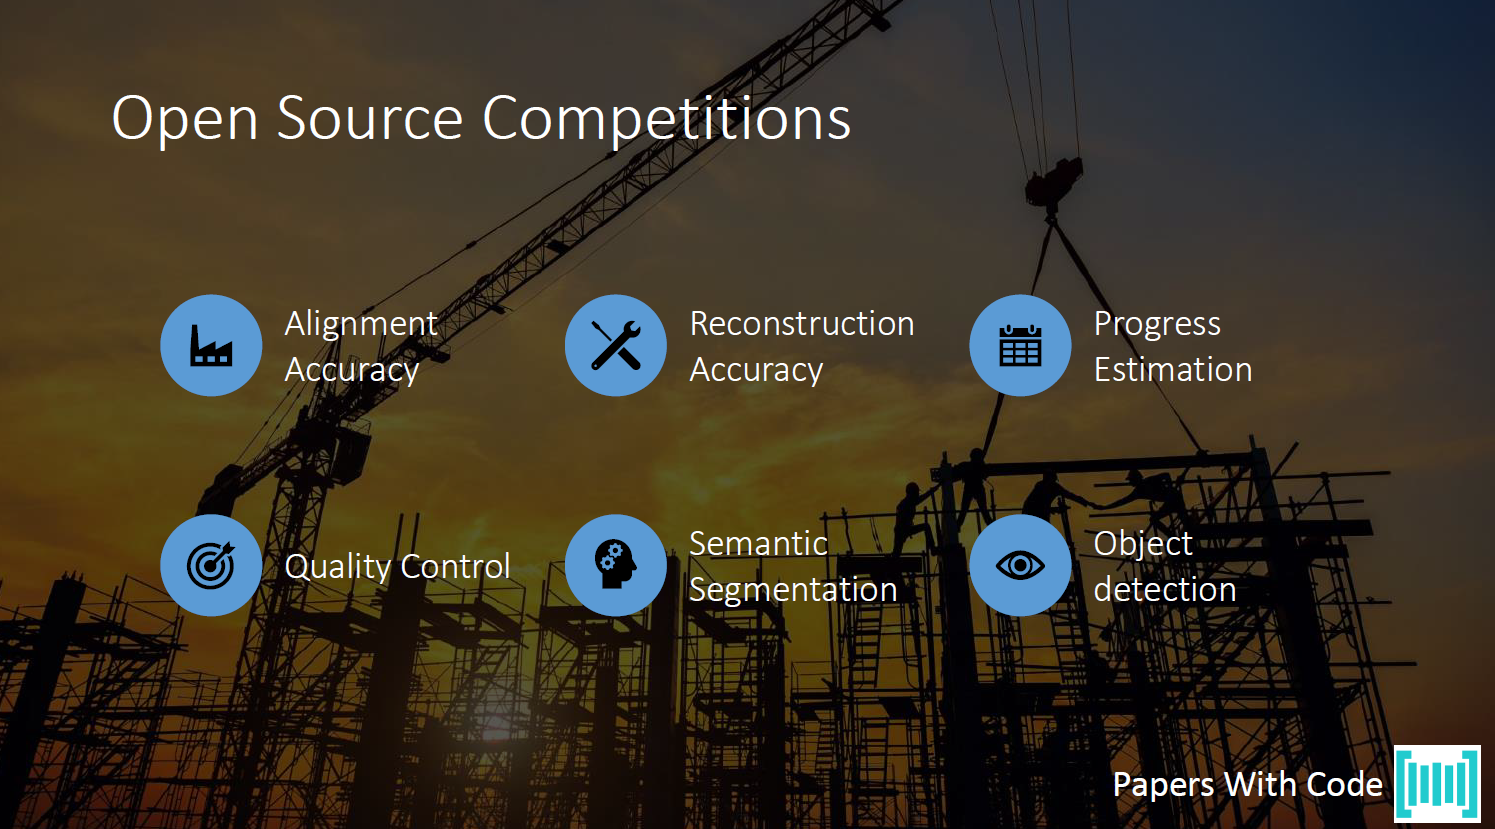 Open Source Competitions
Alignment
Accuracy
Reconstruction
Accuracy
Progress
Estimation
Quality Control
Semantic
Segmentation
Object
detection
Papers With Code